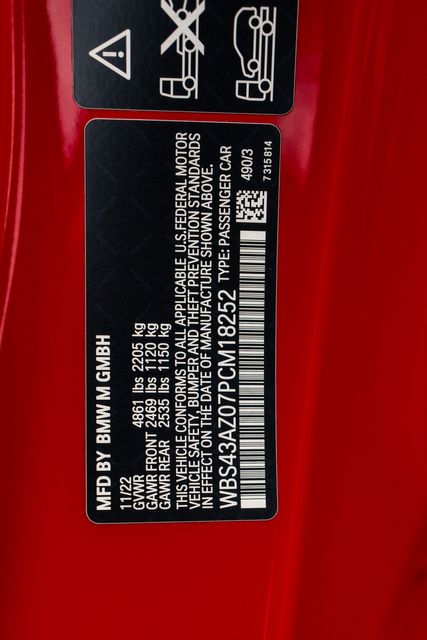 MFD BY BMW M GMBH
11/22
GVWR 4861 lbs 2205 kg
GAWR FRONT 2469 lbs 1120 kg
GAWR REAR 2535 lbs 1150 kg
THIS VEHICLE CONFORMS TO ALL APPLICABLE U.S.FEDERAL MOTOR
VEHICLE SAFETY, BUMPER AND THEFT PREVENTION STANDARDS
IN EFFECT ON THE DATE OF MANUFACTURE SHOWN ABOVE.
WBS43AZ07PCM18252 TYPE: PASSENGER CAR
490/3
7 315 814